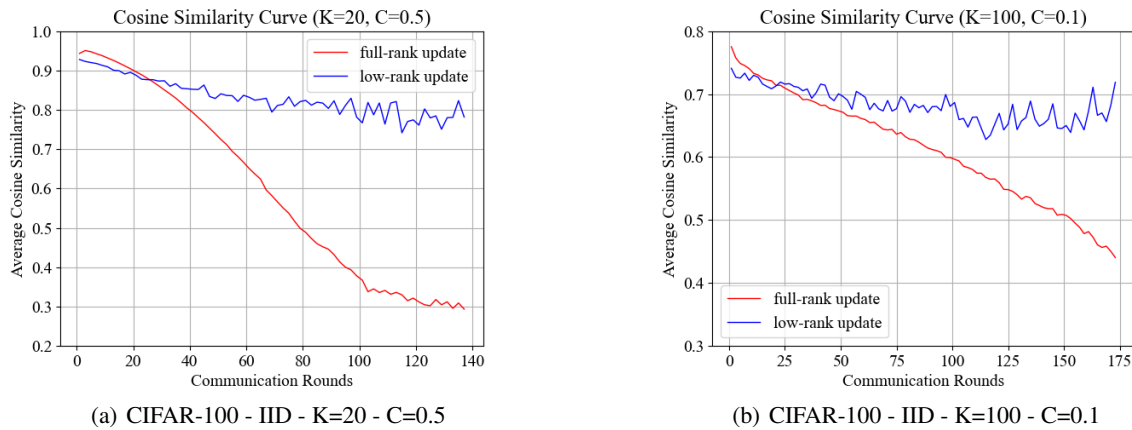 Cosine Similarity Curve (K=20, C=0.5)
1.0
0.9
0.8
0.7
0.6
0.5
0.4
0.3
0.2
Average Cosine Similarity
full-rank update
low-rank update
0 20 40 60 80 100 120 140
Communication Rounds
(a) CIFAR-100 - IID - K=20 - C=0.5
Cosine Similarity Curve (K=100, C=0.1)
0.8
0.7
0.6
0.5
0.4
0.3
Average Cosine Similarity
full-rank update
low-rank update
0 25 50 75 100 125 150 175
Communication Rounds
(b) CIFAR-100 - IID - K=100 - C=0.1